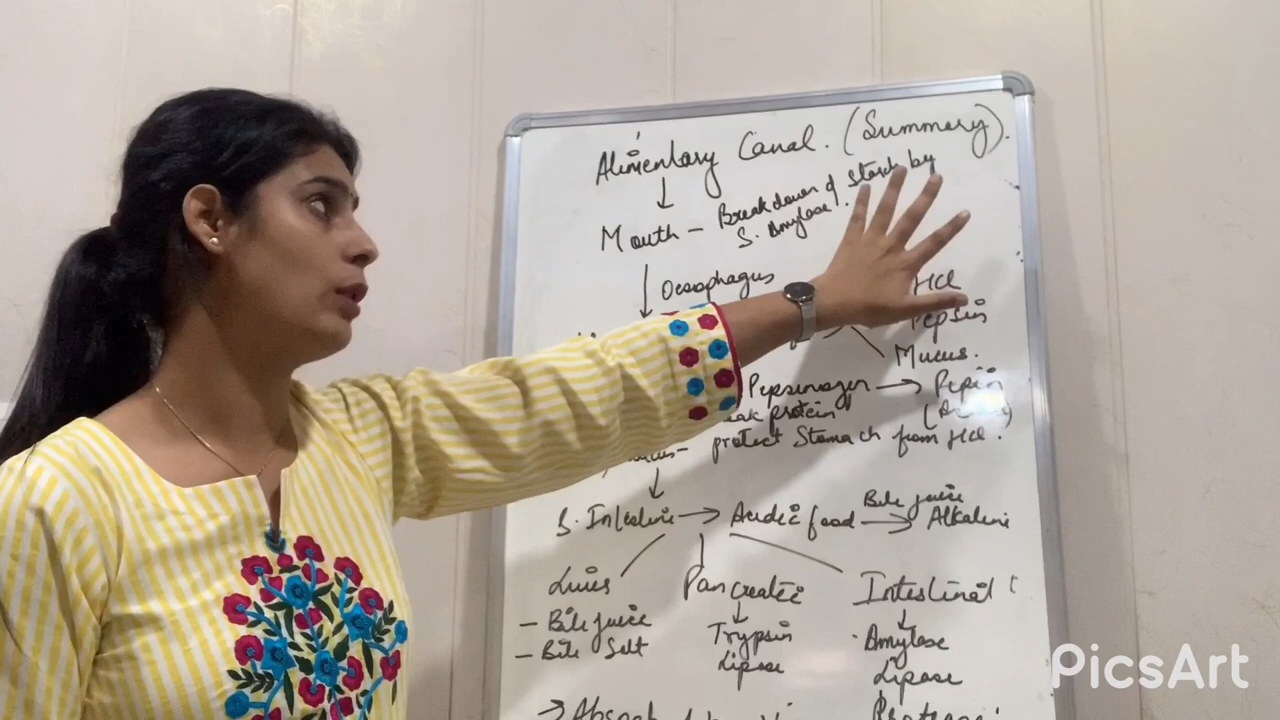 Alimentary Canal. (Summary).
↓
Mouth - Breakdown of Starch by
S. Amylase.
↓ Oesophagus
HCl
Pepsin
Mucus.
Pepsinogen → Pepsin
protein
protect Stomach from HCl.
↓
S. Intestine → Acidic food → Bile juice Alkaline
Liver Pancreatic Intestinal
- Bile juice ↓ Trypsin ↓ Amylase
- Bile Salt Lipase Lipase
PicsArt